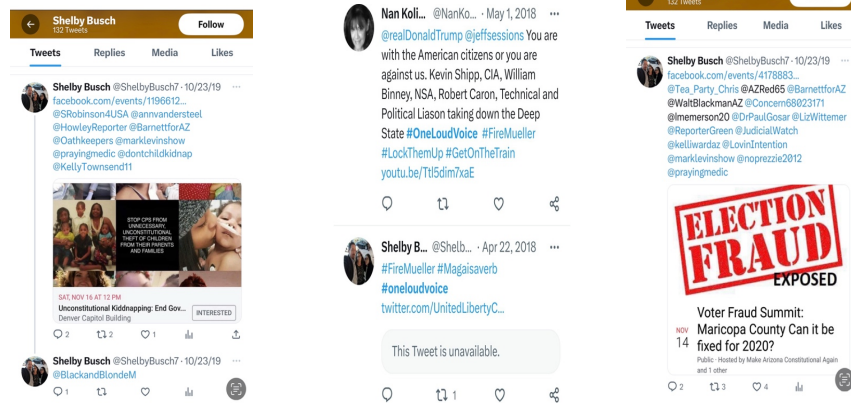 Shelby Busch
132 Tweets
Follow
Tweets Replies Media Likes
Shelby Busch @ShelbyBusch7 · 10/23/19
facebook.com/events/1196612...
@SRobinson4USA @annvandersteel
@HowleyReporter @BarnettforAZ
@Oathkeepers @marklevinshow
@prayingmedic @dontchildkidnap
@KellyTownsend11
STOP CPS FROM
UNNECESSARY,
UNCONSTITUTIONAL
THEFT OF CHILDREN
FROM THEIR PARENTS
AND FAMILIES
SAT, NOV 16 AT 12 PM
Unconstitutional Kidnapping: End Gov...
Denver Capitol Building
INTERESTED
2 2 1
Shelby Busch @ShelbyBusch7 · 10/23/19
@BlackandBlondeM
1
Nan Koli... @NanKo... · May 1, 2018
@realDonaldTrump @jeffsessions You are
with the American citizens or you are
against us. Kevin Shipp, CIA, William
Binney, NSA, Robert Caron, Technical and
Political Liason taking down the Deep
State #OneLoudVoice #FireMueller
#LockThemUp #GetOnTheTrain
youtu.be/Ttl5dim7xaE
Shelby B... @Shelb... · Apr 22, 2018
#FireMueller #Magaisaverb
#oneloudvoice
twitter.com/UnitedLibertyC...
This Tweet is unavailable.
1
132 Tweets
Tweets Replies Media Likes
Shelby Busch @ShelbyBusch7 · 10/23/19
facebook.com/events/4178883...
@Tea_Party_Chris @AZRed65 @BarnettforAZ
@WaltBlackmanAZ @Concern68023171
@lmemerson20 @DrPaulGosar @LizWittemer
@ReporterGreen @JudicialWatch
@kelliwardaz @LovinIntention
@marklevinshow @noprezzie2012
@prayingmedic
ELECTION
FRAUD
EXPOSED
NOV
14
Voter Fraud Summit:
Maricopa County Can it be
fixed for 2020?
Public · Hosted by Make Arizona Constitutional Again
and 1 other
2 3 4